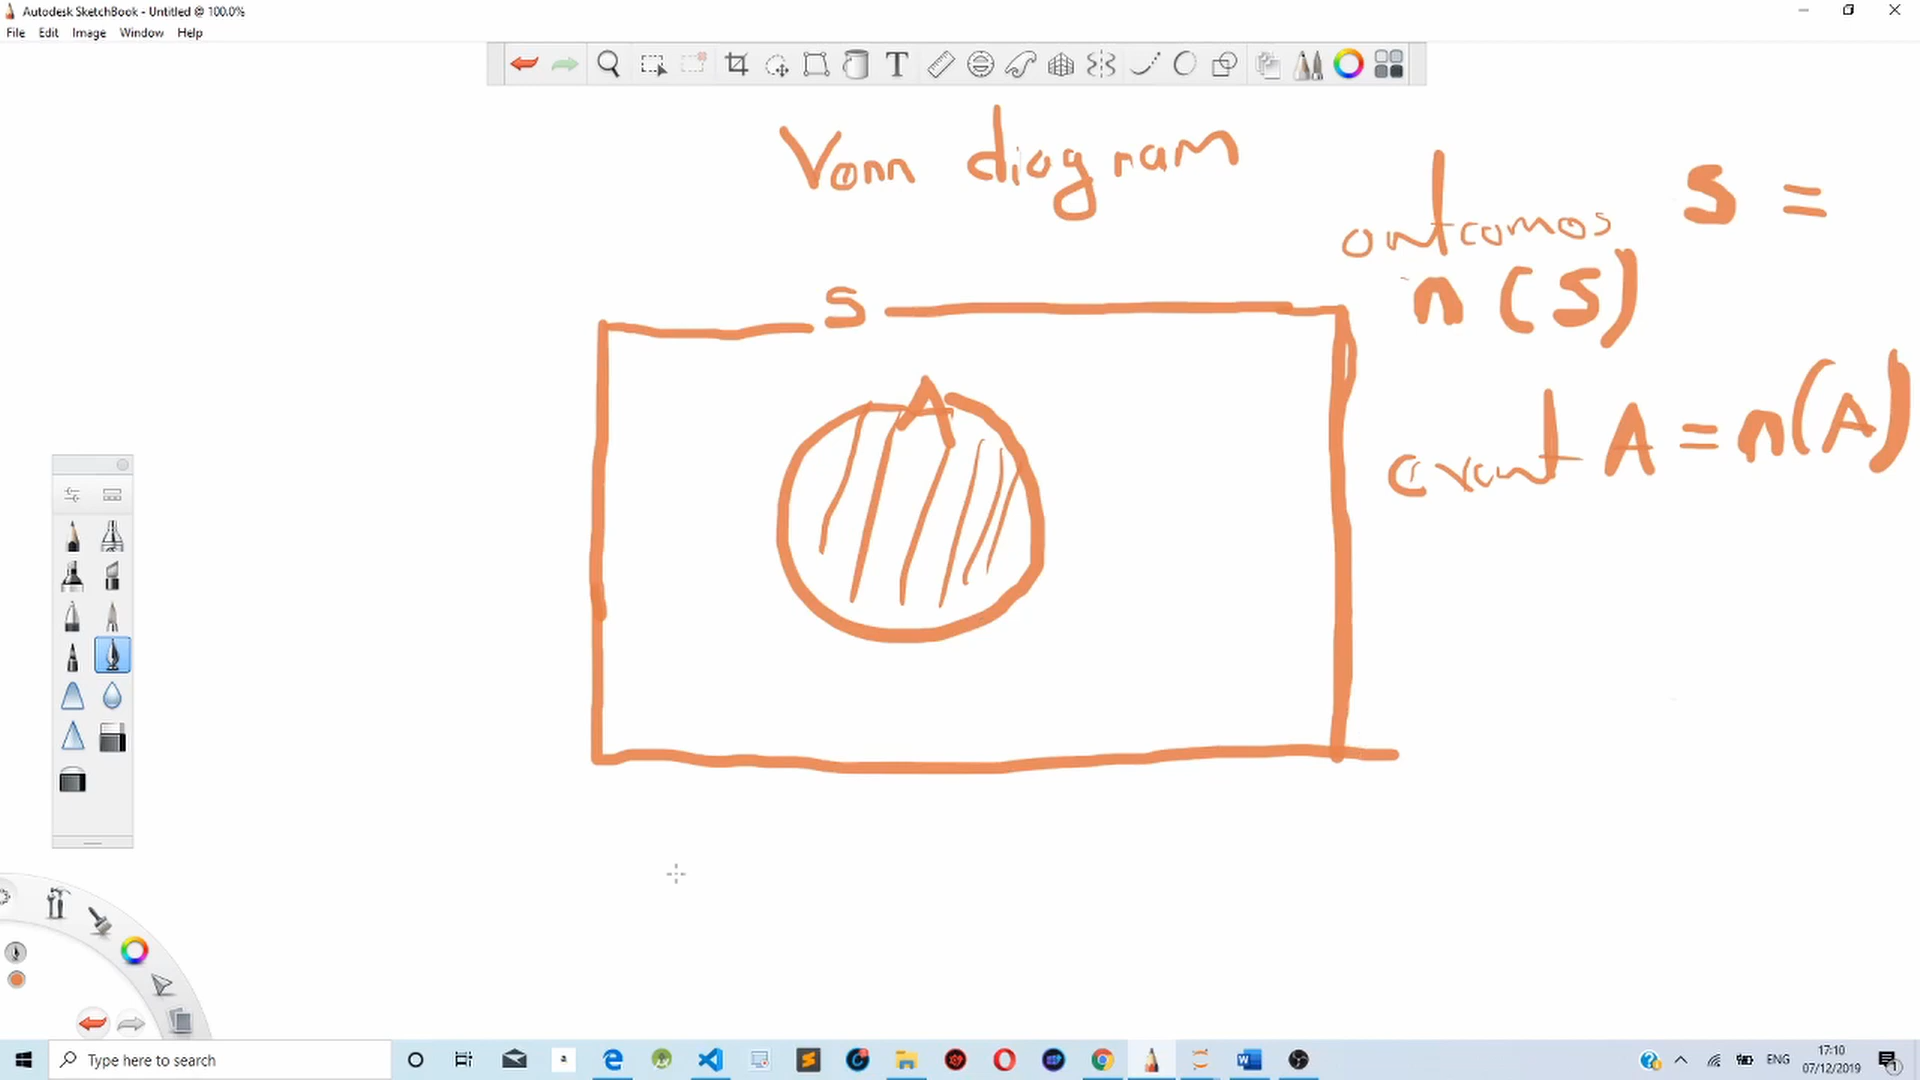 Autodesk SketchBook - Untitled @ 100.0%
File Edit Image Window Help
Venn diagram
outcomes S =
n(S)
S
A
event A = n(A)
Type here to search
ENG
17:10
07/12/2019